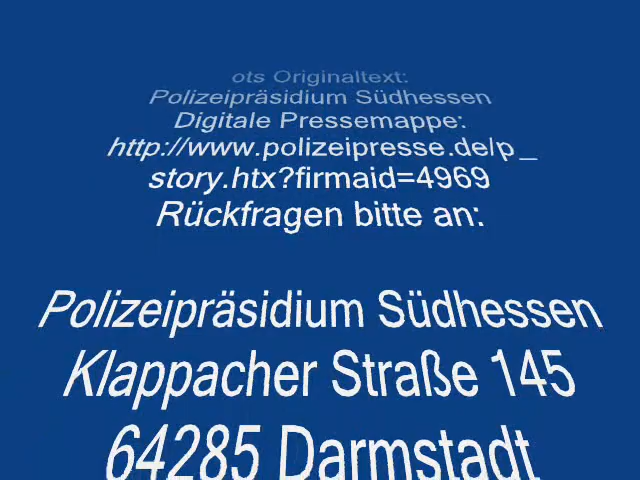 ots Originaltext:
Polizeipräsidium Südhessen
Digitale Pressemappe:
http://www.polizeipresse.de/p_
story.htx?firmaid=4969
Rückfragen bitte an:
Polizeipräsidium Südhessen
Klappacher Straße 145
64285 Darmstadt